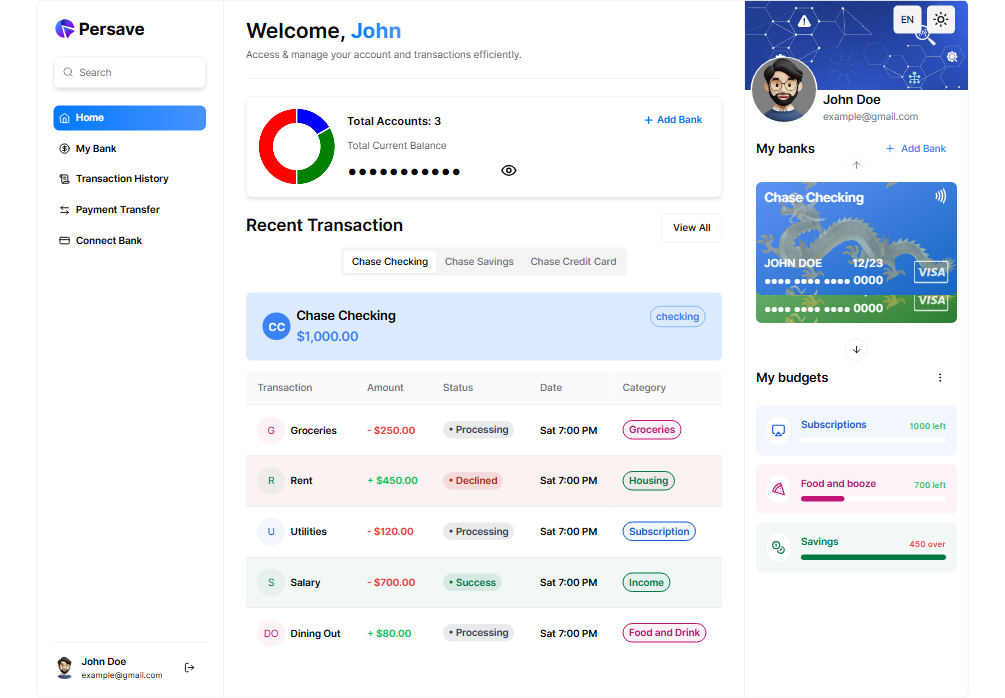 Persave
Search
Home
My Bank
Transaction History
Payment Transfer
Connect Bank
John Doe
example@gmail.com
Welcome, John
Access & manage your account and transactions efficiently.
Total Accounts: 3
+ Add Bank
Total Current Balance
●●●●●●●●●●●
Recent Transaction
View All
Chase Checking Chase Savings Chase Credit Card
CC
Chase Checking
checking
$1,000.00
Transaction Amount Status Date Category
G Groceries - $250.00 • Processing Sat 7:00 PM Groceries
R Rent + $450.00 • Declined Sat 7:00 PM Housing
U Utilities - $120.00 • Processing Sat 7:00 PM Subscription
S Salary - $700.00 • Success Sat 7:00 PM Income
DO Dining Out + $80.00 • Processing Sat 7:00 PM Food and Drink
EN
John Doe
example@gmail.com
My banks + Add Bank
Chase Checking
JOHN DOE 12/23
●●●● ●●●● ●●●● 0000 VISA
●●●● ●●●● ●●●● 0000 VISA
My budgets
Subscriptions 1000 left
Food and booze 700 left
Savings 450 over